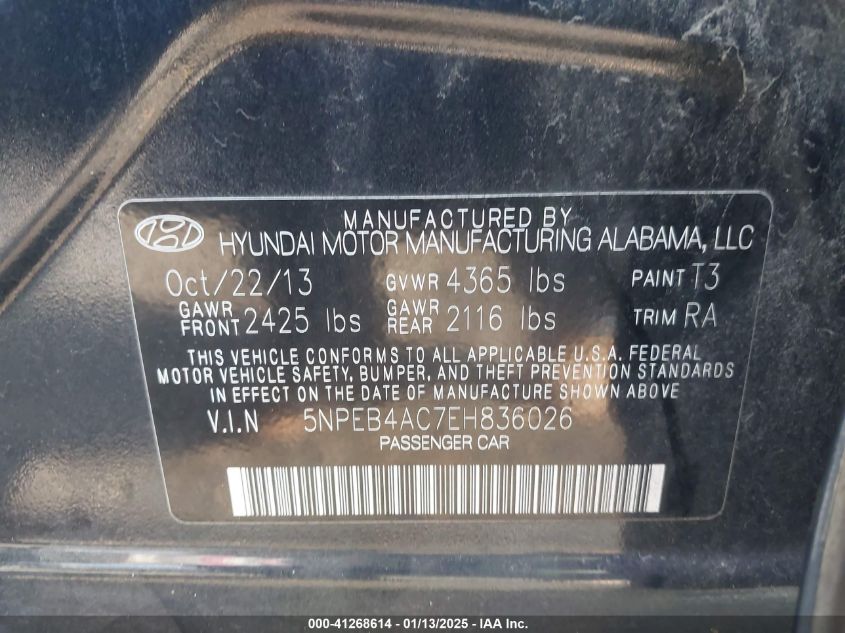 MANUFACTURED BY
HYUNDAI MOTOR MANUFACTURING ALABAMA, LLC
Oct/22/13 GVWR 4365 lbs PAINT T3
GAWR FRONT 2425 lbs GAWR REAR 2116 lbs TRIM RA
THIS VEHICLE CONFORMS TO ALL APPLICABLE U.S.A. FEDERAL
MOTOR VEHICLE SAFETY, BUMPER, AND THEFT PREVENTION STANDARDS
IN EFFECT ON THE DATE OF MANUFACTURE SHOWN ABOVE
V.I.N 5NPEB4AC7EH836026
PASSENGER CAR
000-41268614 - 01/13/2025 - IAA Inc.